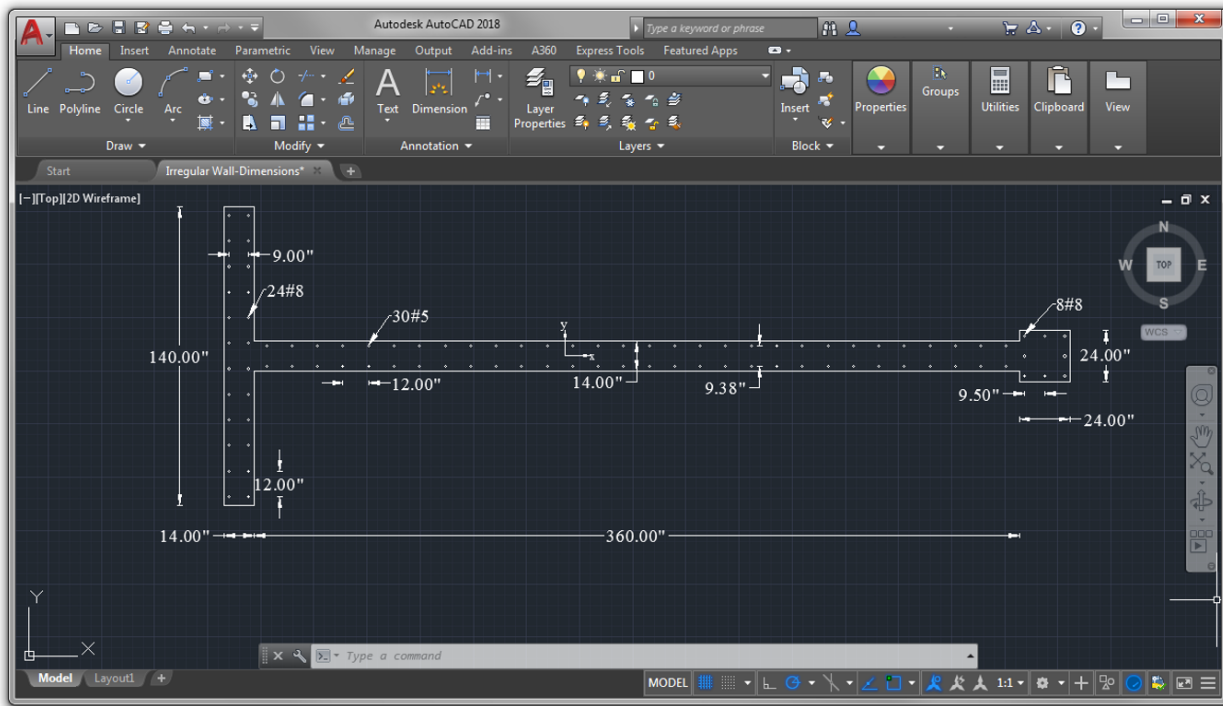 Autodesk AutoCAD 2018 Type a keyword or phrase
Home Insert Annotate Parametric View Manage Output Add-ins A360 Express Tools Featured Apps
0
Line Polyline Circle Arc Text Dimension Layer Properties Insert Properties Groups Utilities Clipboard View
Draw Modify Annotation Layers Block
Start Irregular Wall-Dimensions*
[−][Top][2D Wireframe]
N
W TOP E
S
WCS
9.00"
24#8
8#8
30#5
y
x
140.00"
24.00"
12.00"
14.00"
9.38"
9.50"
24.00"
12.00"
14.00"
360.00"
Y
X
Type a command
Model Layout1 MODEL 1:1